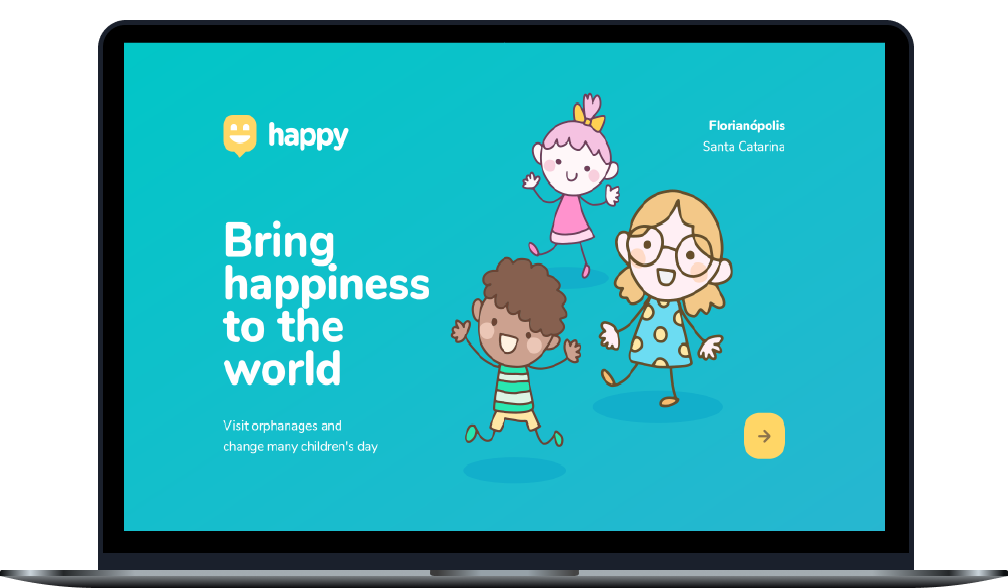 happy
Florianópolis
Santa Catarina
Bring
happiness
to the
world
Visit orphanages and
change many children's day